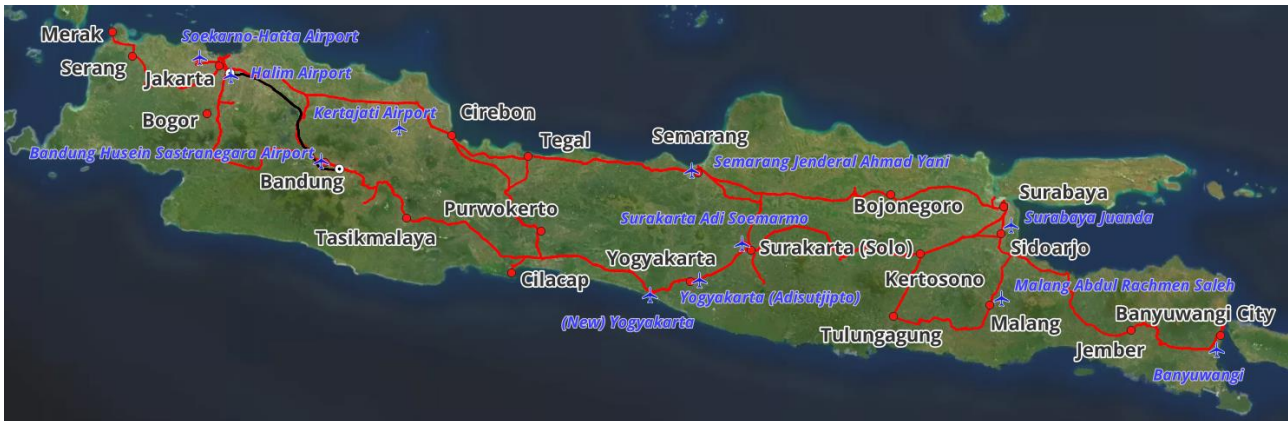 Merak
Soekarno-Hatta Airport
Serang
Jakarta
Halim Airport
Bogor
Kertajati Airport
Cirebon
Bandung Husein Sastranegara Airport
Bandung
Tegal
Semarang
Semarang Jenderal Ahmad Yani
Purwokerto
Tasikmalaya
Cilacap
Surakarta Adi Soemarmo
Yogyakarta
Surakarta (Solo)
Yogyakarta (Adisutjipto)
(New) Yogyakarta
Bojonegoro
Surabaya
Surabaya Juanda
Sidoarjo
Kertosono
Malang Abdul Rachmen Saleh
Tulungagung
Malang
Banyuwangi City
Jember
Banyuwangi